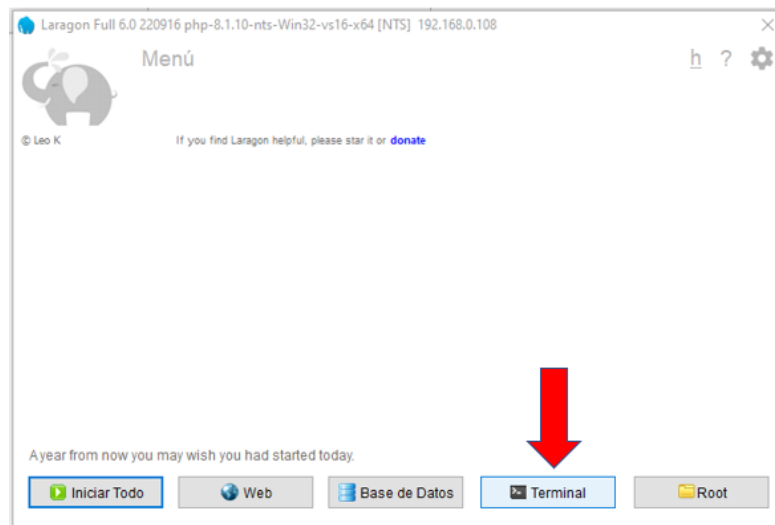 Laragon Full 6.0 220916 php-8.1.10-nts-Win32-vs16-x64 [NTS] 192.168.0.108
Menú
h ?
© Leo K
If you find Laragon helpful, please star it or donate
A year from now you may wish you had started today.
Iniciar Todo
Web
Base de Datos
Terminal
Root